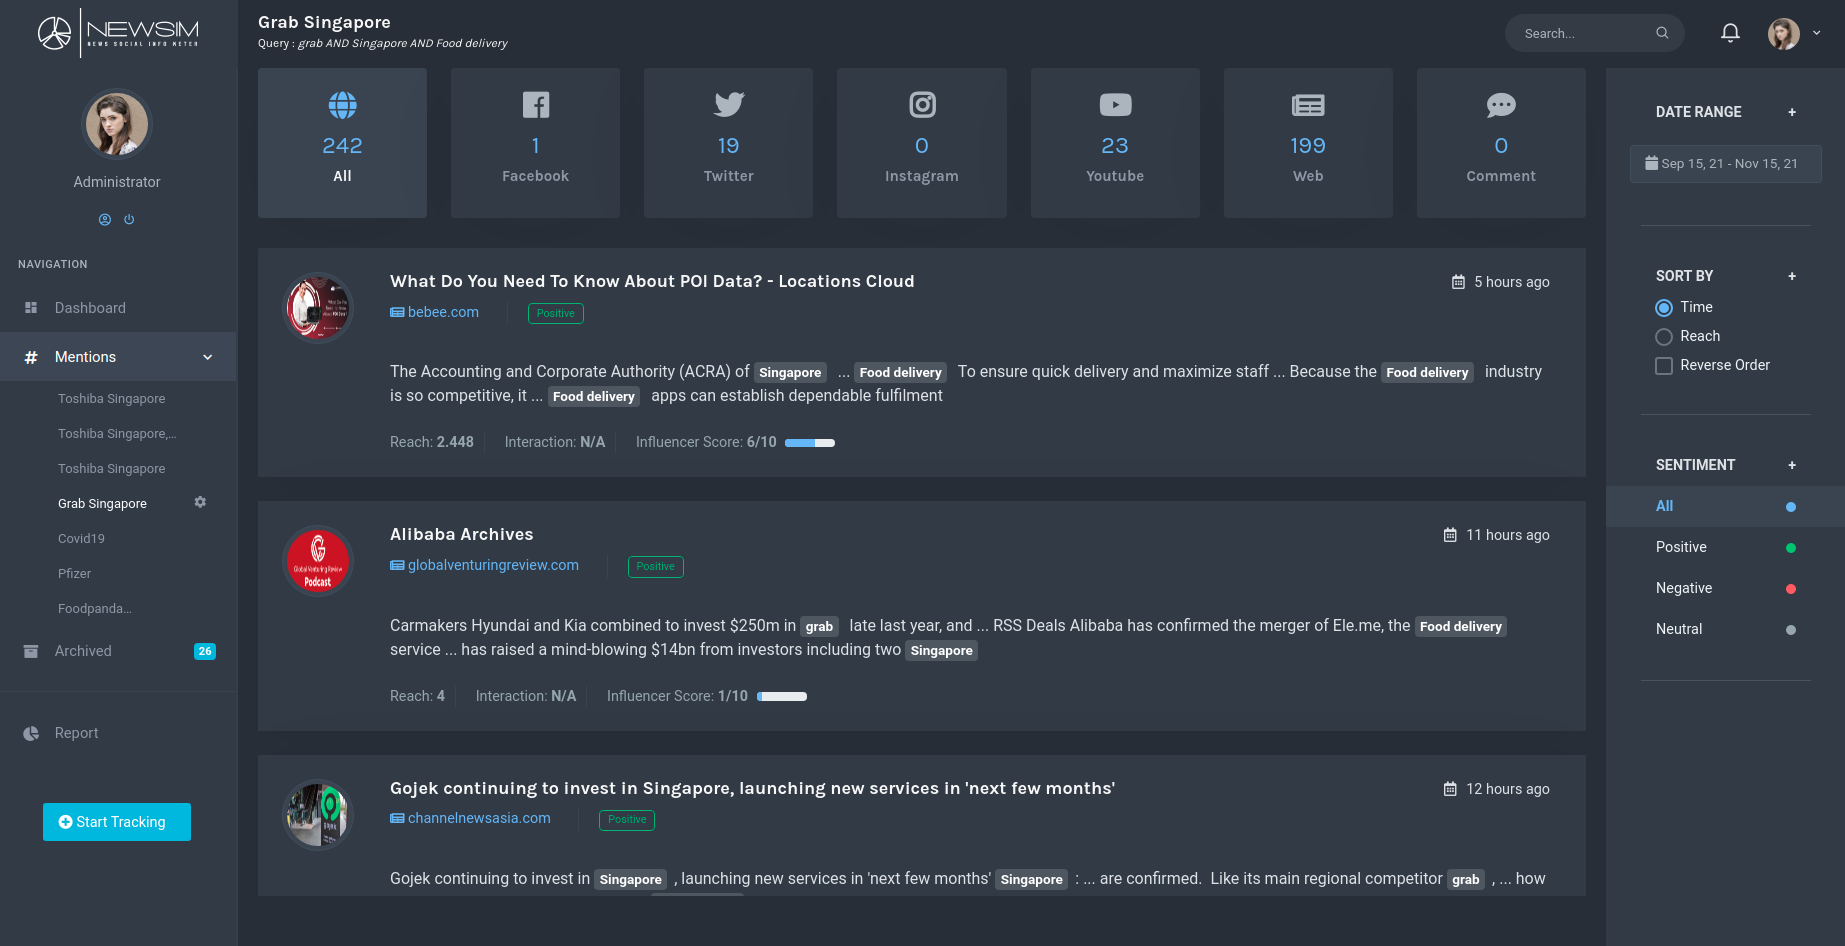 NEWSIM
NEWS SOCIAL INFO METER
Administrator
NAVIGATION
Dashboard
# Mentions
Toshiba Singapore
Toshiba Singapore,...
Toshiba Singapore
Grab Singapore
Covid19
Pfizer
Foodpanda...
Archived 26
Report
Start Tracking
Grab Singapore
Query : grab AND Singapore AND Food delivery
Search...
242
All
1
Facebook
19
Twitter
0
Instagram
23
Youtube
199
Web
0
Comment
What Do You Need To Know About POI Data? - Locations Cloud
5 hours ago
bebee.com Positive
The Accounting and Corporate Authority (ACRA) of Singapore ... Food delivery To ensure quick delivery and maximize staff ... Because the Food delivery industry
is so competitive, it ... Food delivery apps can establish dependable fulfilment
Reach: 2.448 Interaction: N/A Influencer Score: 6/10
Alibaba Archives
11 hours ago
Global Venturing Review
Podcast
globalventuringreview.com Positive
Carmakers Hyundai and Kia combined to invest $250m in grab late last year, and ... RSS Deals Alibaba has confirmed the merger of Ele.me, the Food delivery
service ... has raised a mind-blowing $14bn from investors including two Singapore
Reach: 4 Interaction: N/A Influencer Score: 1/10
Gojek continuing to invest in Singapore, launching new services in 'next few months'
12 hours ago
channelnewsasia.com Positive
Gojek continuing to invest in Singapore , launching new services in 'next few months' Singapore : ... are confirmed. Like its main regional competitor grab , ... how
DATE RANGE +
Sep 15, 21 - Nov 15, 21
SORT BY +
Time
Reach
Reverse Order
SENTIMENT +
All
Positive
Negative
Neutral